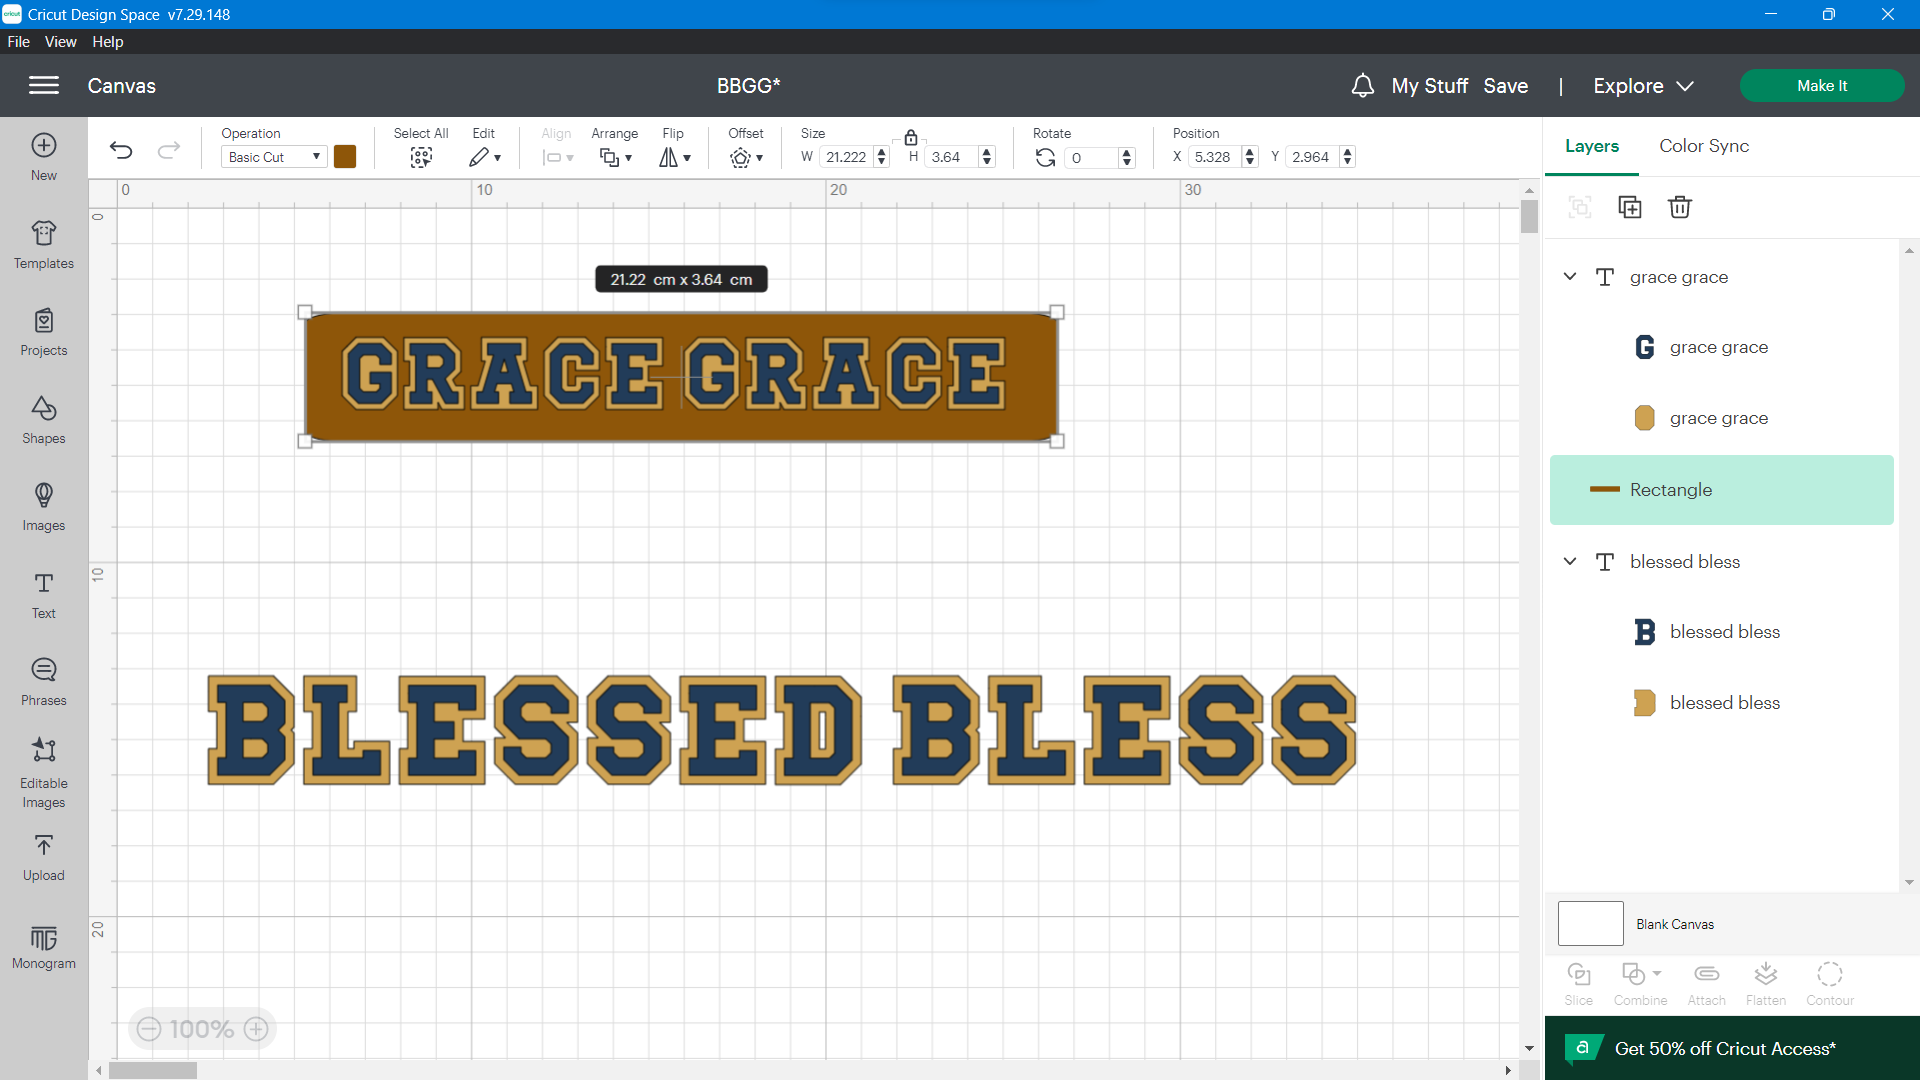 cricut Cricut Design Space v7.29.148
File View Help
Canvas BBGG* My Stuff Save | Explore Make It
Operation Select All Edit Align Arrange Flip Offset Size Rotate Position
Basic Cut W 21.222 H 3.64 0 X 5.328 Y 2.964
Layers Color Sync
New
Templates
Projects
Shapes
Images
Text
Phrases
Editable
Images
Upload
Monogram
0 10 20 30
0
10
20
21.22 cm x 3.64 cm
GRACE GRACE
BLESSED BLESS
100%
grace grace
G grace grace
grace grace
Rectangle
blessed bless
B blessed bless
blessed bless
Blank Canvas
Slice Combine Attach Flatten Contour
a Get 50% off Cricut Access*